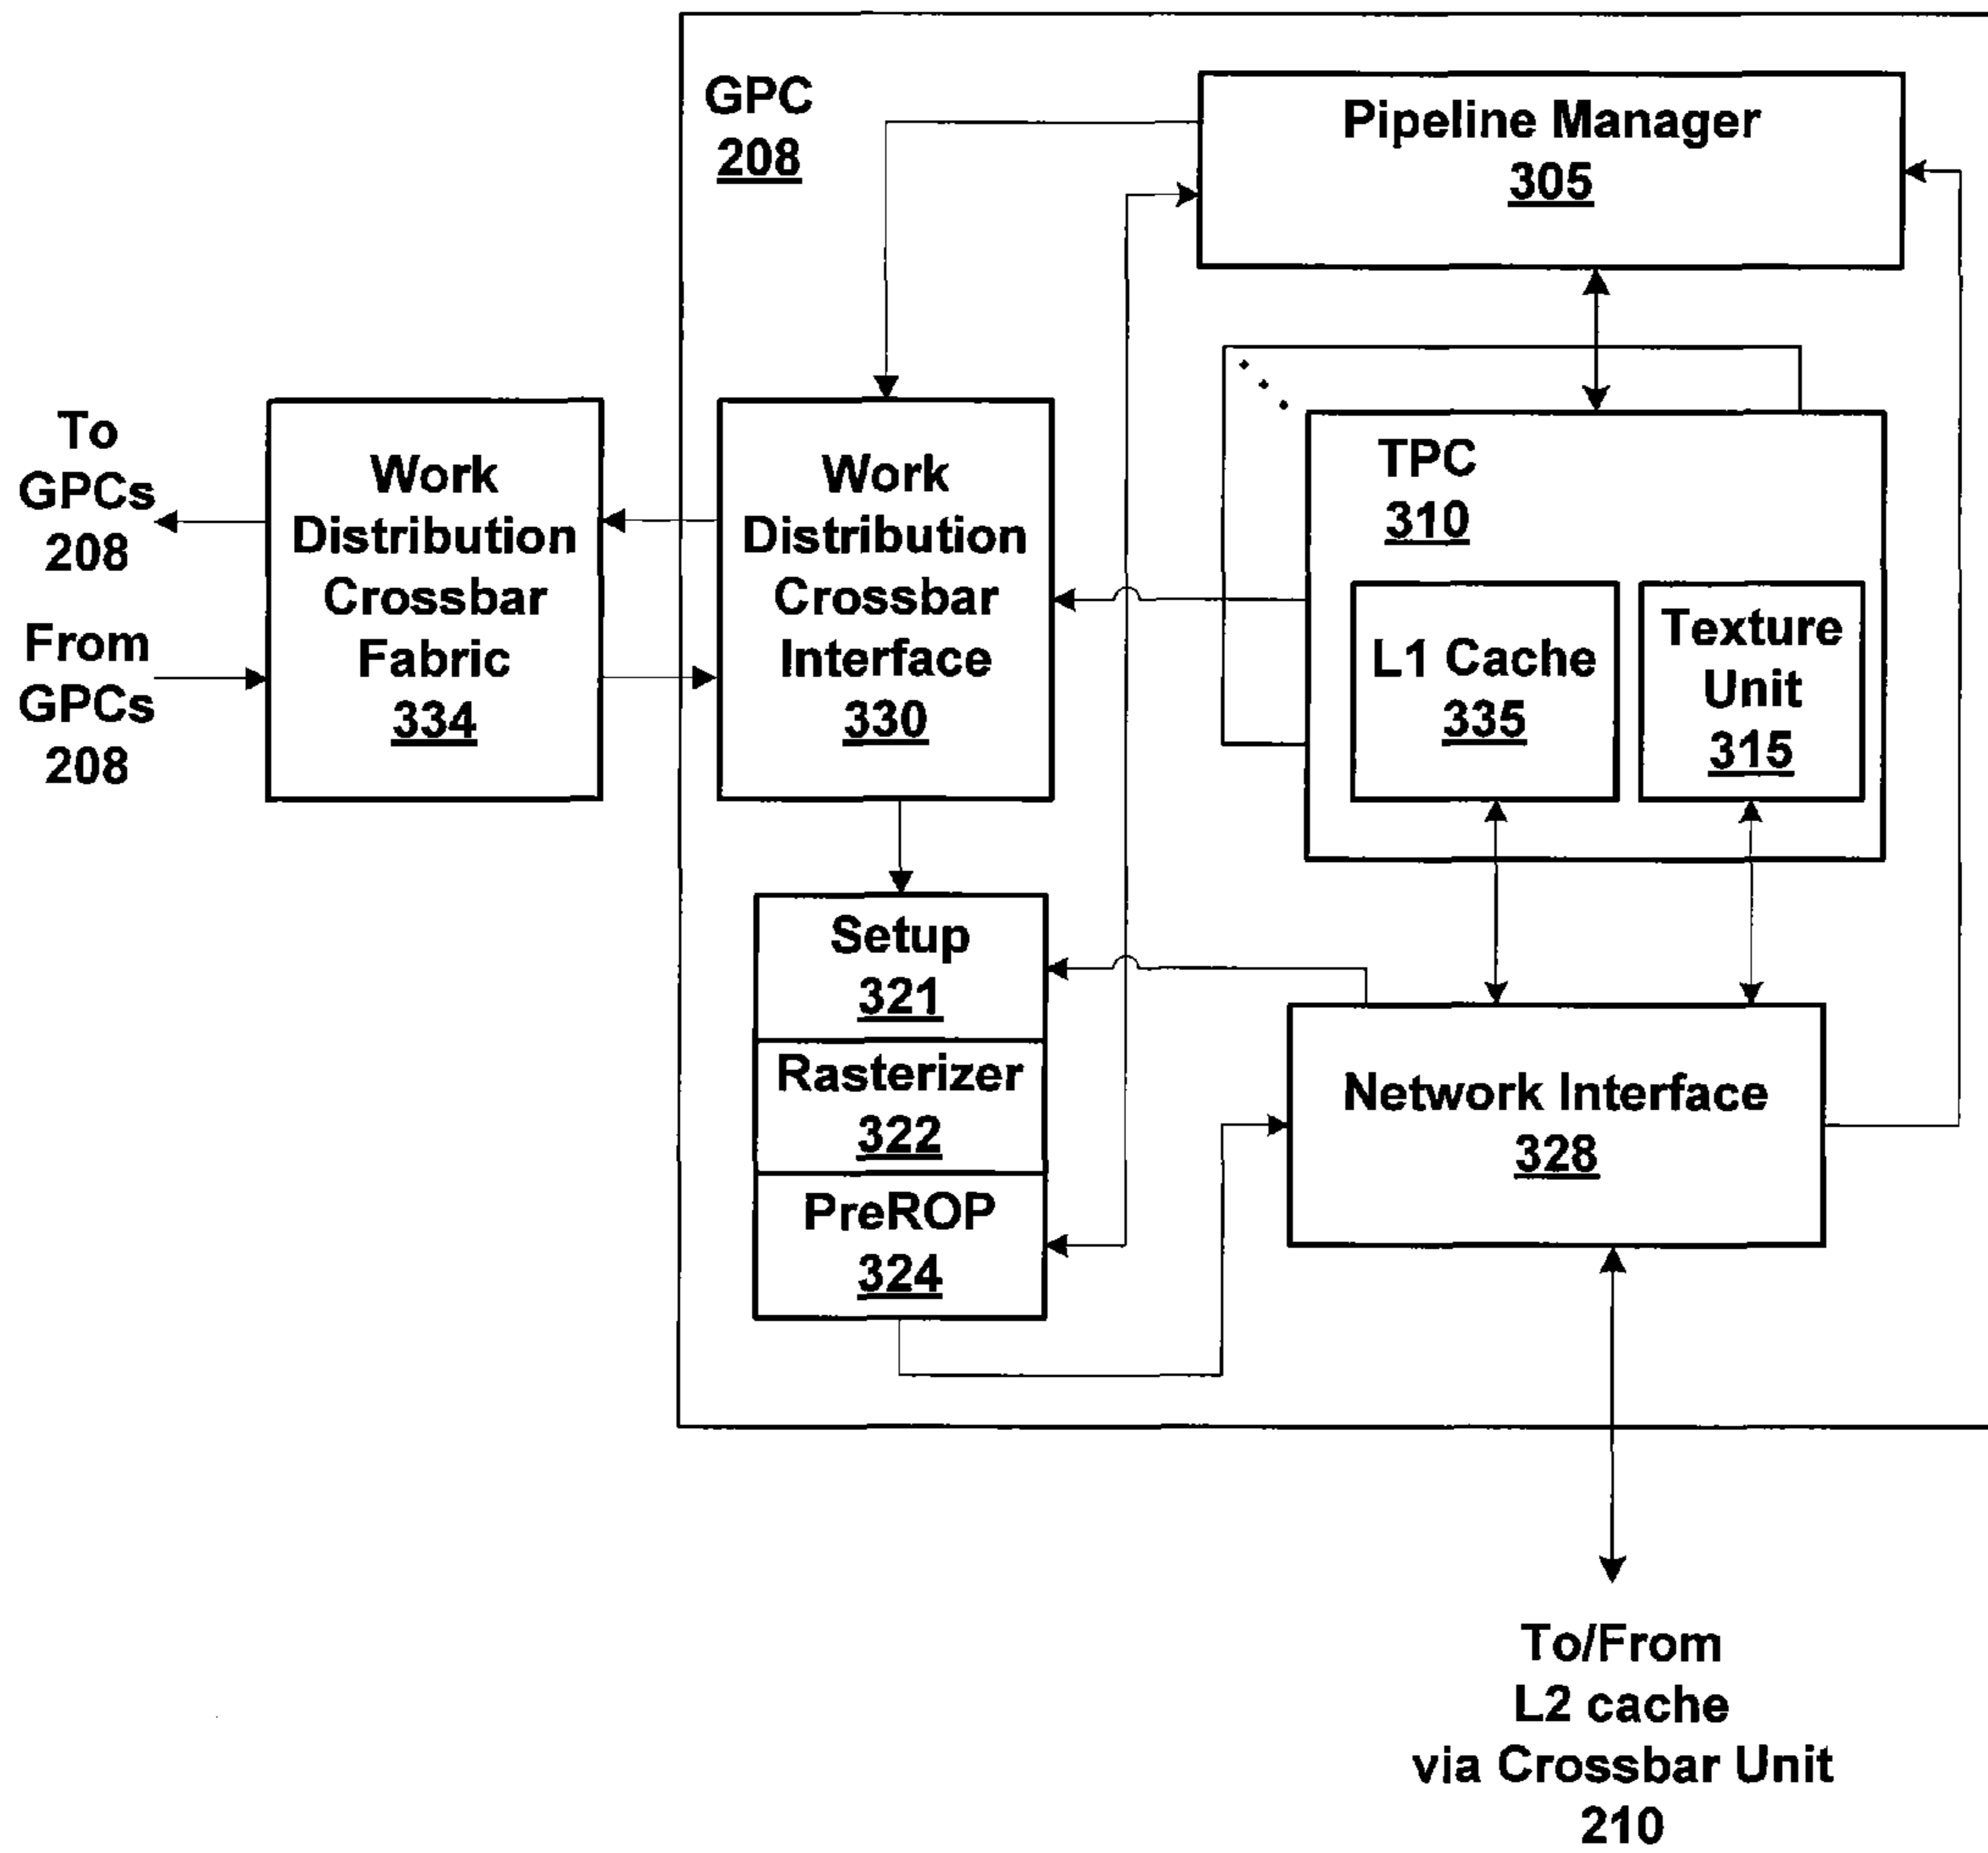 GPC
208
Pipeline Manager
305
To
GPCs
208
From
GPCs
208
Work
Distribution
Crossbar
Fabric
334
Work
Distribution
Crossbar
Interface
330
TPC
310
L1 Cache
335
Texture
Unit
315
Setup
321
Rasterizer
322
PreROP
324
Network Interface
328
To/From
L2 cache
via Crossbar Unit
210